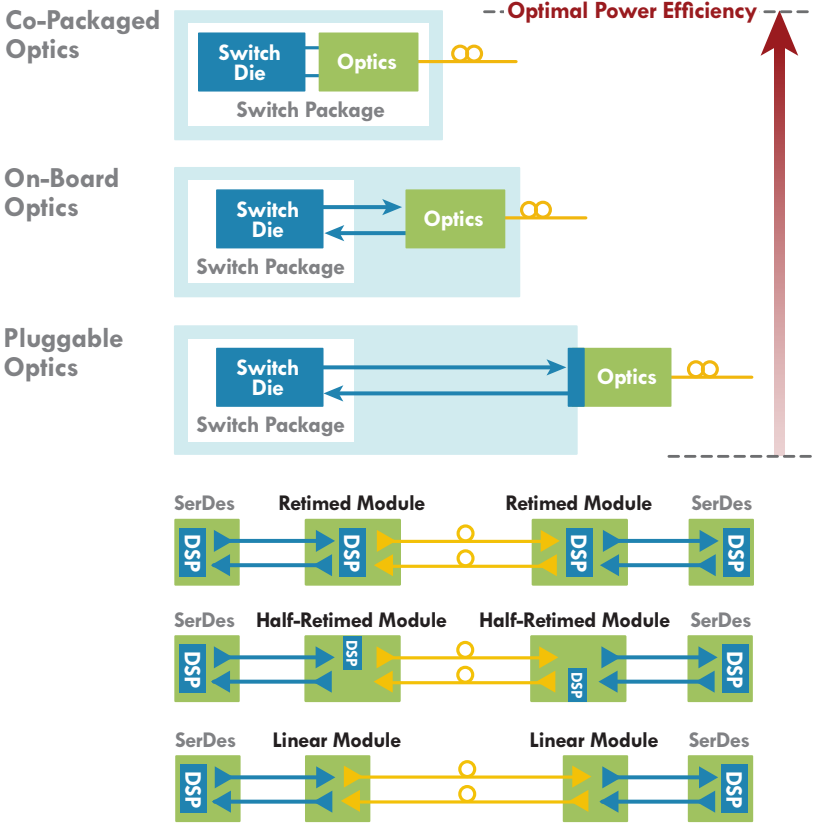 Co-Packaged
Optics
Optimal Power Efficiency
Switch
Die
Optics
Switch Package
On-Board
Optics
Switch
Die
Optics
Switch Package
Pluggable
Optics
Switch
Die
Optics
Switch Package
SerDes
Retimed Module
Retimed Module
SerDes
DSP
DSP
DSP
DSP
SerDes
Half-Retimed Module
Half-Retimed Module
SerDes
DSP
DSP
DSP
DSP
SerDes
Linear Module
Linear Module
SerDes
DSP
DSP